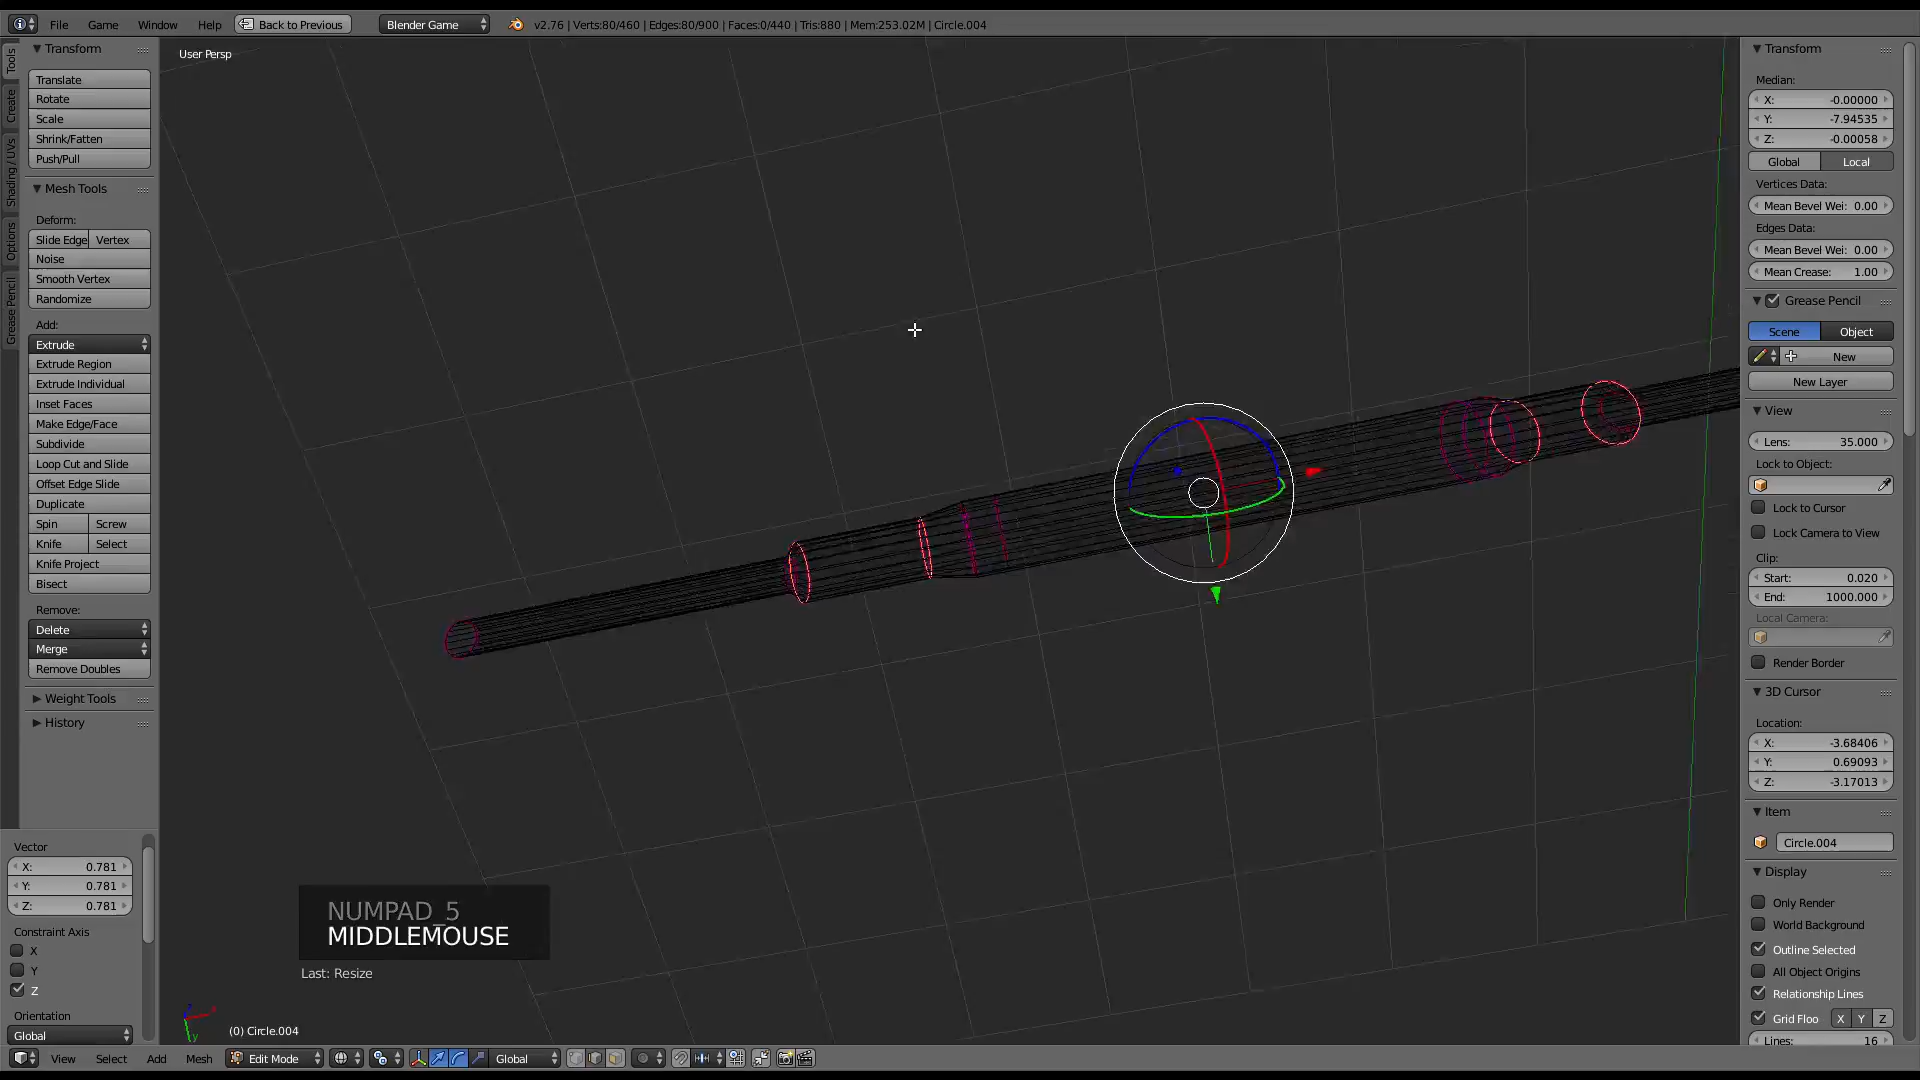 File Game Window Help Back to Previous Blender Game v2.76 | Verts:80/460 | Edges:80/900 | Faces:0/440 | Tris:880 | Mem:253.02M | Circle.004
Tools
Create
Shading / UVs
Options
Grease Pencil
Transform
Translate
Rotate
Scale
Shrink/Fatten
Push/Pull
Mesh Tools
Deform:
Slide Edge Vertex
Noise
Smooth Vertex
Randomize
Add:
Extrude
Extrude Region
Extrude Individual
Inset Faces
Make Edge/Face
Subdivide
Loop Cut and Slide
Offset Edge Slide
Duplicate
Spin Screw
Knife Select
Knife Project
Bisect
Remove:
Delete
Merge
Remove Doubles
Weight Tools
History
Vector
X: 0.781
Y: 0.781
Z: 0.781
Constraint Axis
X
Y
Z
Orientation
Global
User Persp
NUMPAD_5
MIDDLEMOUSE
Last: Resize
(0) Circle.004
Transform
Median:
X: -0.00000
Y: -7.94535
Z: -0.00058
Global Local
Vertices Data:
Mean Bevel Wei: 0.00
Edges Data:
Mean Bevel Wei: 0.00
Mean Crease: 1.00
Grease Pencil
Scene Object
New
New Layer
View
Lens: 35.000
Lock to Object:
Lock to Cursor
Lock Camera to View
Clip:
Start: 0.020
End: 1000.000
Local Camera:
Render Border
3D Cursor
Location:
X: -3.68406
Y: 0.69093
Z: -3.17013
Item
Circle.004
Display
Only Render
World Background
Outline Selected
All Object Origins
Relationship Lines
Grid Floo X Y Z
Lines: 16
View Select Add Mesh Edit Mode Global